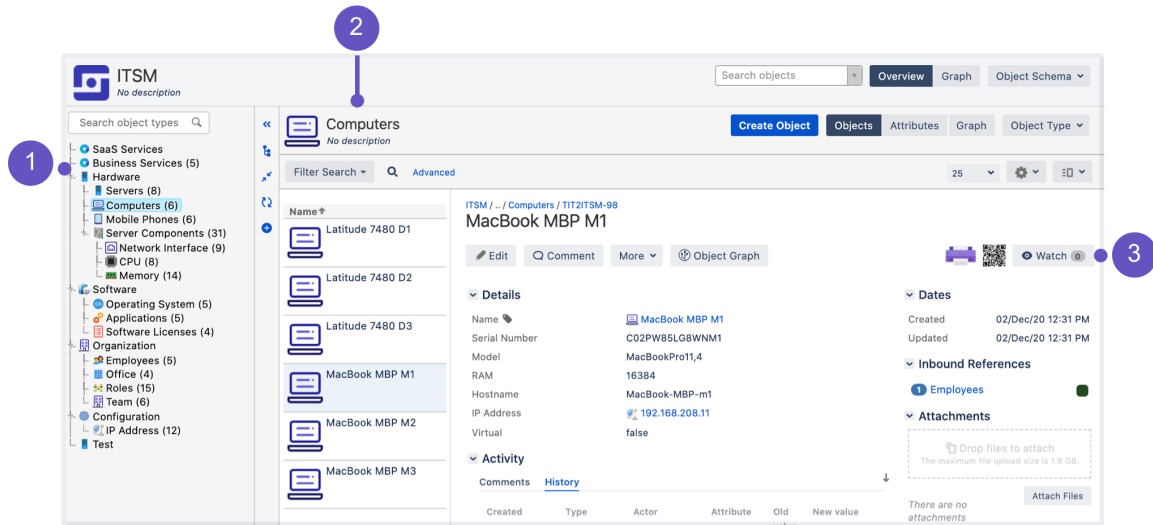 2
ITSM
No description
Search objects
Overview
Graph
Object Schema
Search object types
SaaS Services
1
Business Services (5)
Hardware
Servers (8)
Computers (6)
Mobile Phones (6)
Server Components (31)
Network Interface (9)
CPU (8)
Memory (14)
Software
Operating System (5)
Applications (5)
Software Licenses (4)
Organization
Employees (5)
Office (4)
Roles (15)
Team (6)
Configuration
IP Address (12)
Test
Computers
No description
Create Object
Objects
Attributes
Graph
Object Type
Filter Search
Advanced
25
Name
Latitude 7480 D1
Latitude 7480 D2
Latitude 7480 D3
MacBook MBP M1
MacBook MBP M2
MacBook MBP M3
ITSM / .. / Computers / TIT2ITSM-98
MacBook MBP M1
Edit
Comment
More
Object Graph
Watch 0
3
Details
Name MacBook MBP M1
Serial Number C02PW85LG8WNM1
Model MacBookPro11,4
RAM 16384
Hostname MacBook-MBP-m1
IP Address 192.168.208.11
Virtual false
Activity
Comments History
Created Type Actor Attribute Old New value
Dates
Created 02/Dec/20 12:31 PM
Updated 02/Dec/20 12:31 PM
Inbound References
1 Employees
Attachments
Drop files to attach
The maximum file upload size is 1.9 GB.
Attach Files
There are no
attachments